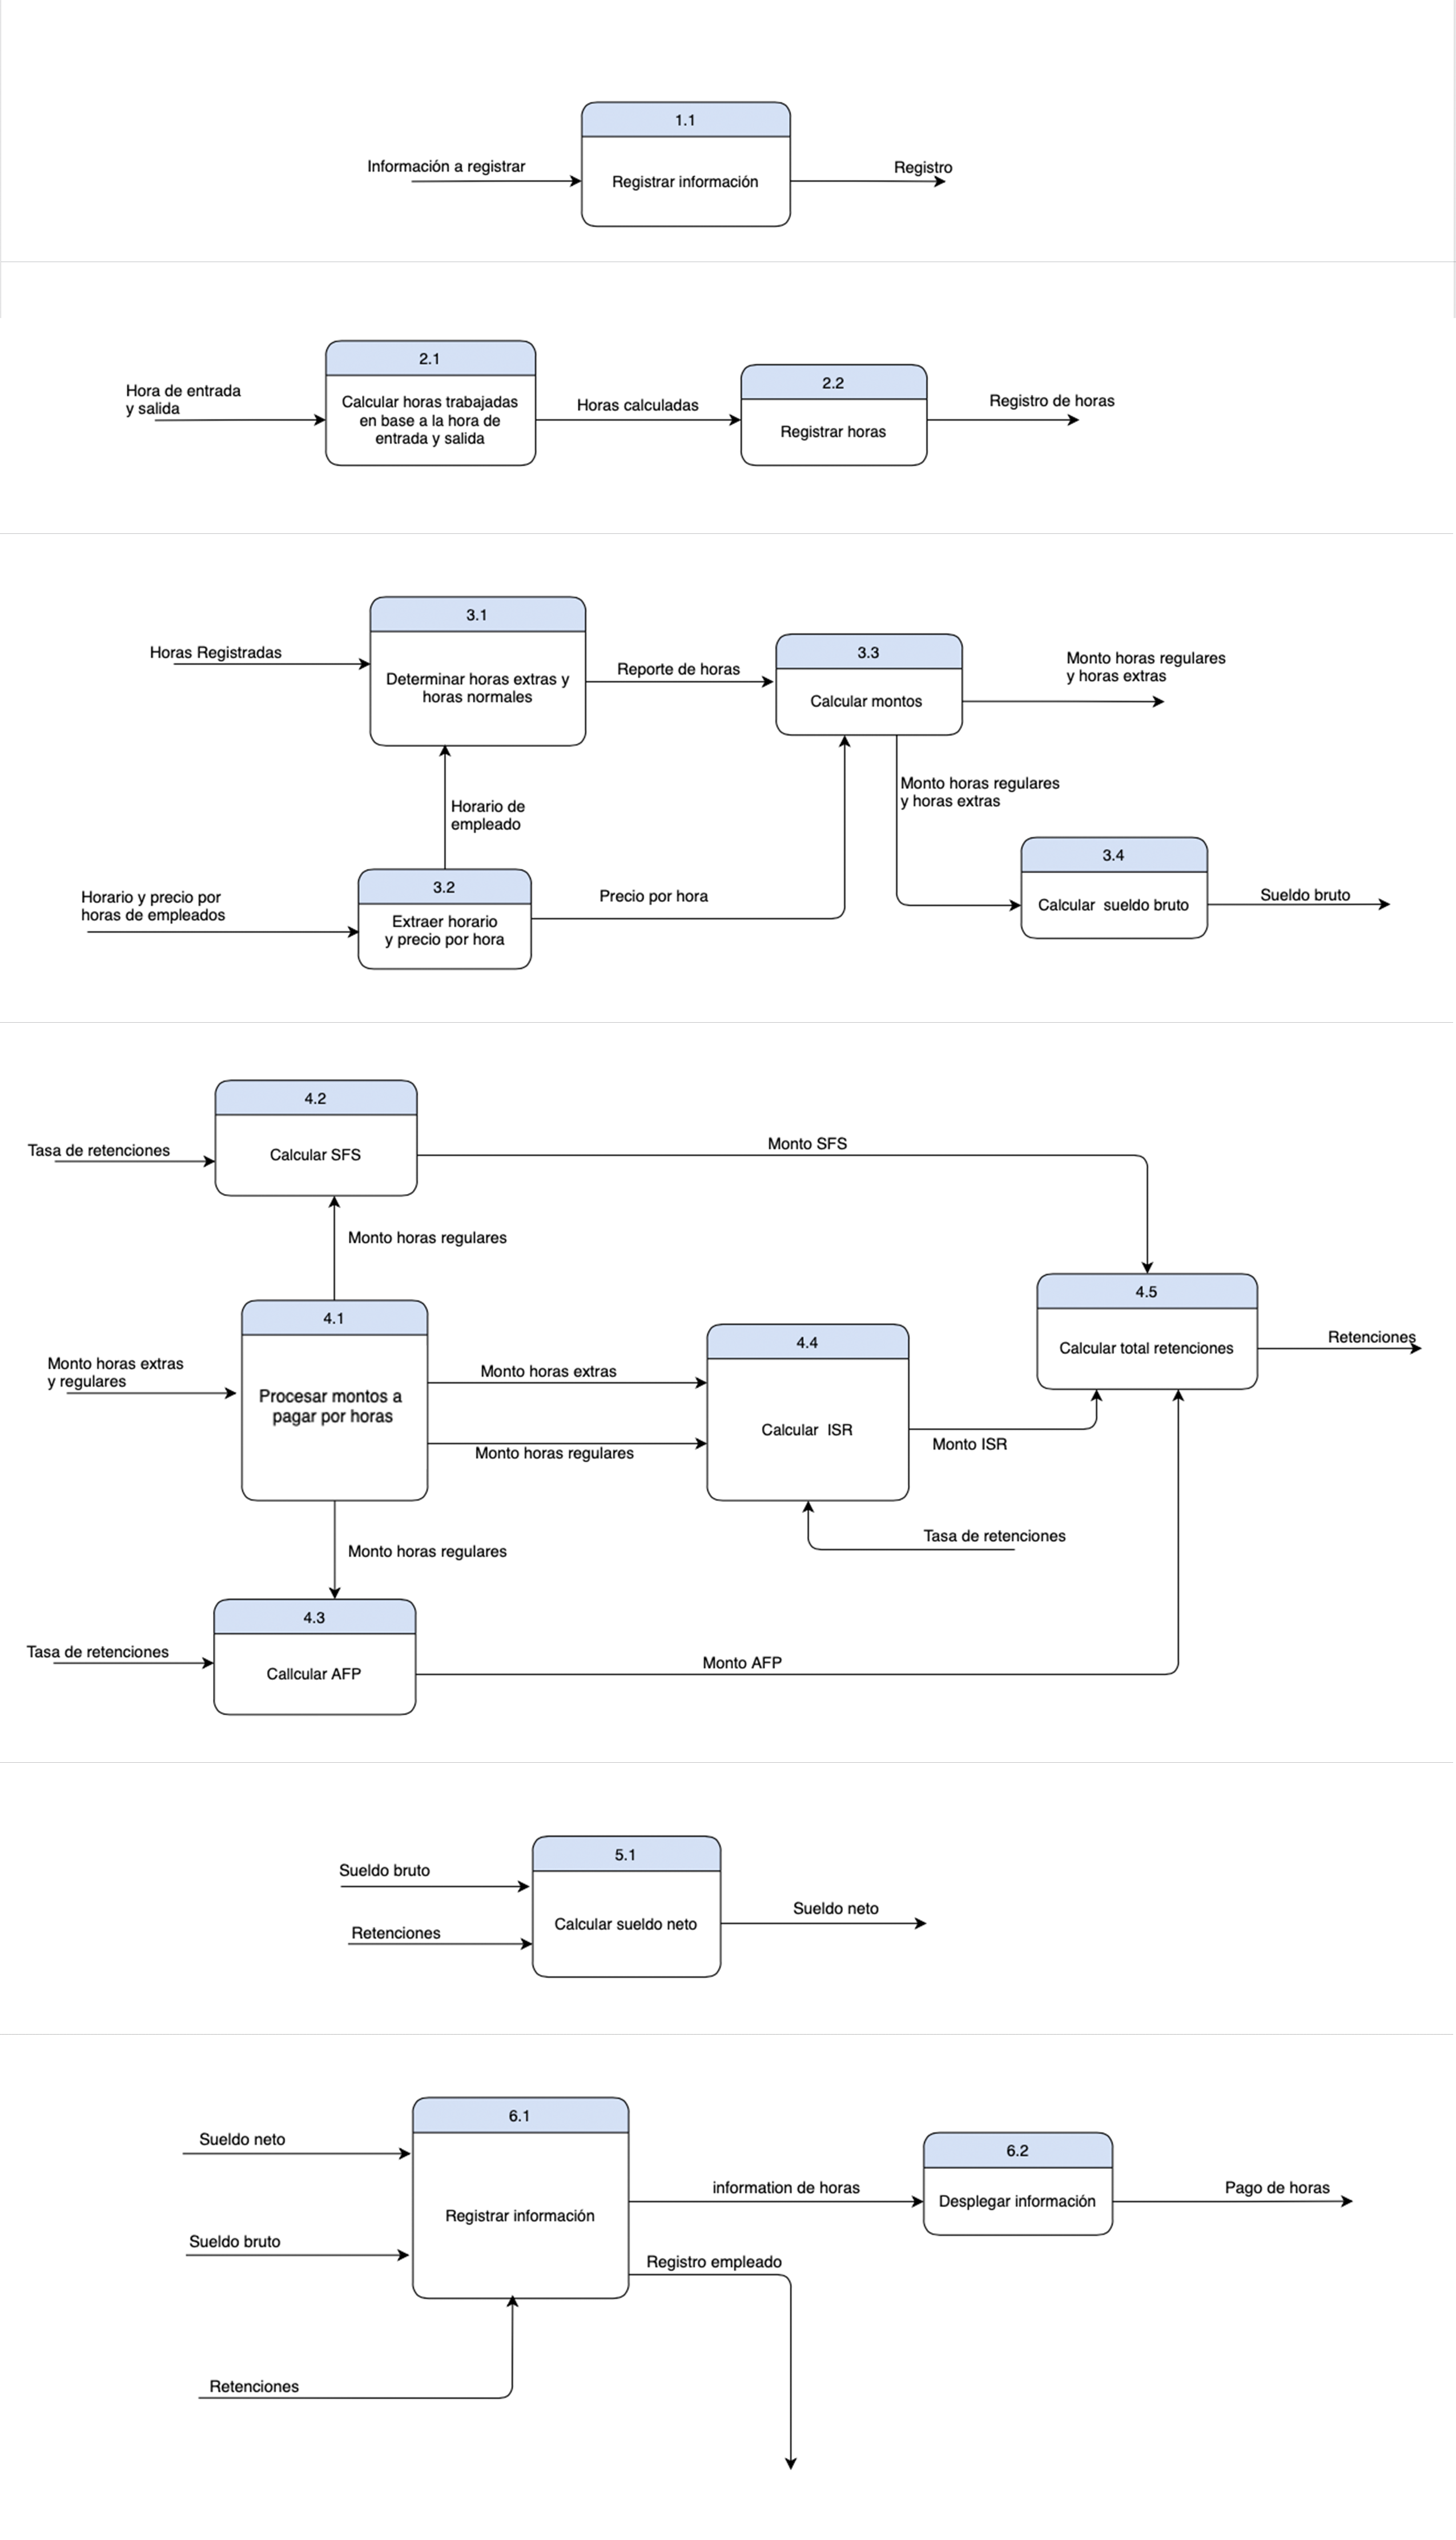 1.1
Información a registrar
Registrar información
Registro
2.1
Hora de entrada
y salida
Calcular horas trabajadas
en base a la hora de
entrada y salida
Horas calculadas
2.2
Registrar horas
Registro de horas
3.1
Horas Registradas
Determinar horas extras y
horas normales
Reporte de horas
3.3
Calcular montos
Monto horas regulares
y horas extras
Monto horas regulares
y horas extras
Horario de
empleado
3.2
Horario y precio por
horas de empleados
Extraer horario
y precio por hora
Precio por hora
3.4
Calcular  sueldo bruto
Sueldo bruto
4.2
Tasa de retenciones
Calcular SFS
Monto SFS
Monto horas regulares
4.1
Monto horas extras
y regulares
Procesar montos a
pagar por horas
Monto horas extras
Monto horas regulares
4.4
Calcular  ISR
Monto ISR
4.5
Calcular total retenciones
Retenciones
Tasa de retenciones
Monto horas regulares
4.3
Tasa de retenciones
Callcular AFP
Monto AFP
5.1
Sueldo bruto
Retenciones
Calcular sueldo neto
Sueldo neto
6.1
Sueldo neto
Sueldo bruto
Registrar información
information de horas
6.2
Desplegar información
Pago de horas
Registro empleado
Retenciones